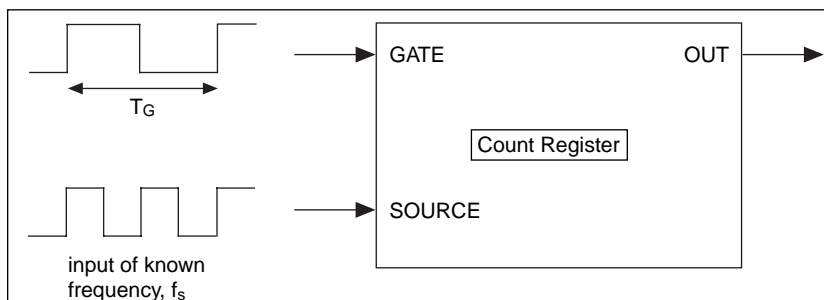 GATE
OUT
T_G
Count Register
SOURCE
input of known
frequency, f_s